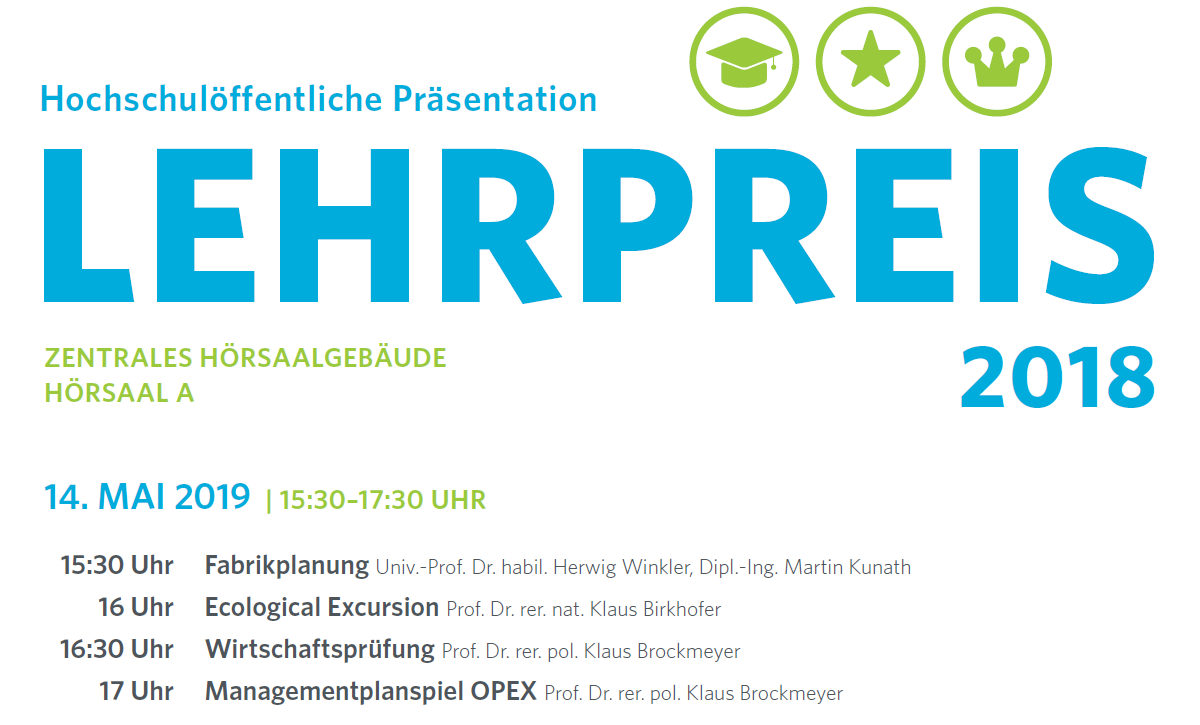 Hochschulöffentliche Präsentation
LEHRPREIS
ZENTRALES HÖRSAALGEBÄUDE
HÖRSAAL A
2018
14. MAI 2019 | 15:30–17:30 UHR
15:30 Uhr Fabrikplanung Univ.-Prof. Dr. habil. Herwig Winkler, Dipl.-Ing. Martin Kunath
16 Uhr Ecological Excursion Prof. Dr. rer. nat. Klaus Birkhofer
16:30 Uhr Wirtschaftsprüfung Prof. Dr. rer. pol. Klaus Brockmeyer
17 Uhr Managementplanspiel OPEX Prof. Dr. rer. pol. Klaus Brockmeyer